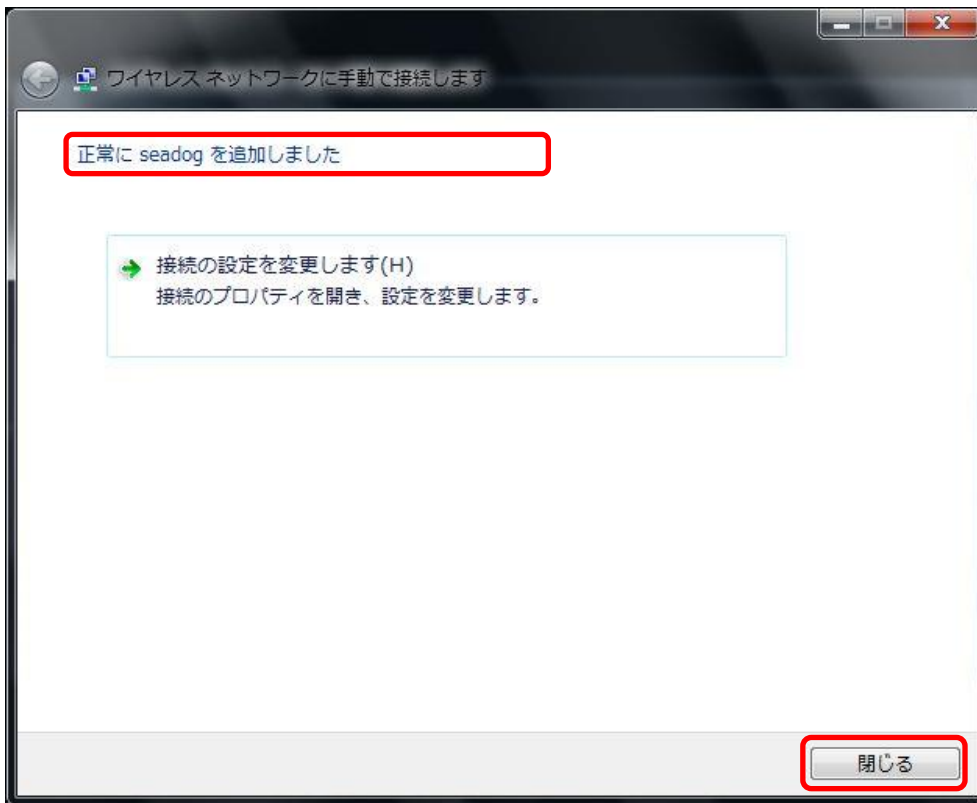 ワイヤレス ネットワークに手動で接続します
正常に seadog を追加しました
接続の設定を変更します(H)
接続のプロパティを開き、設定を変更します。
閉じる